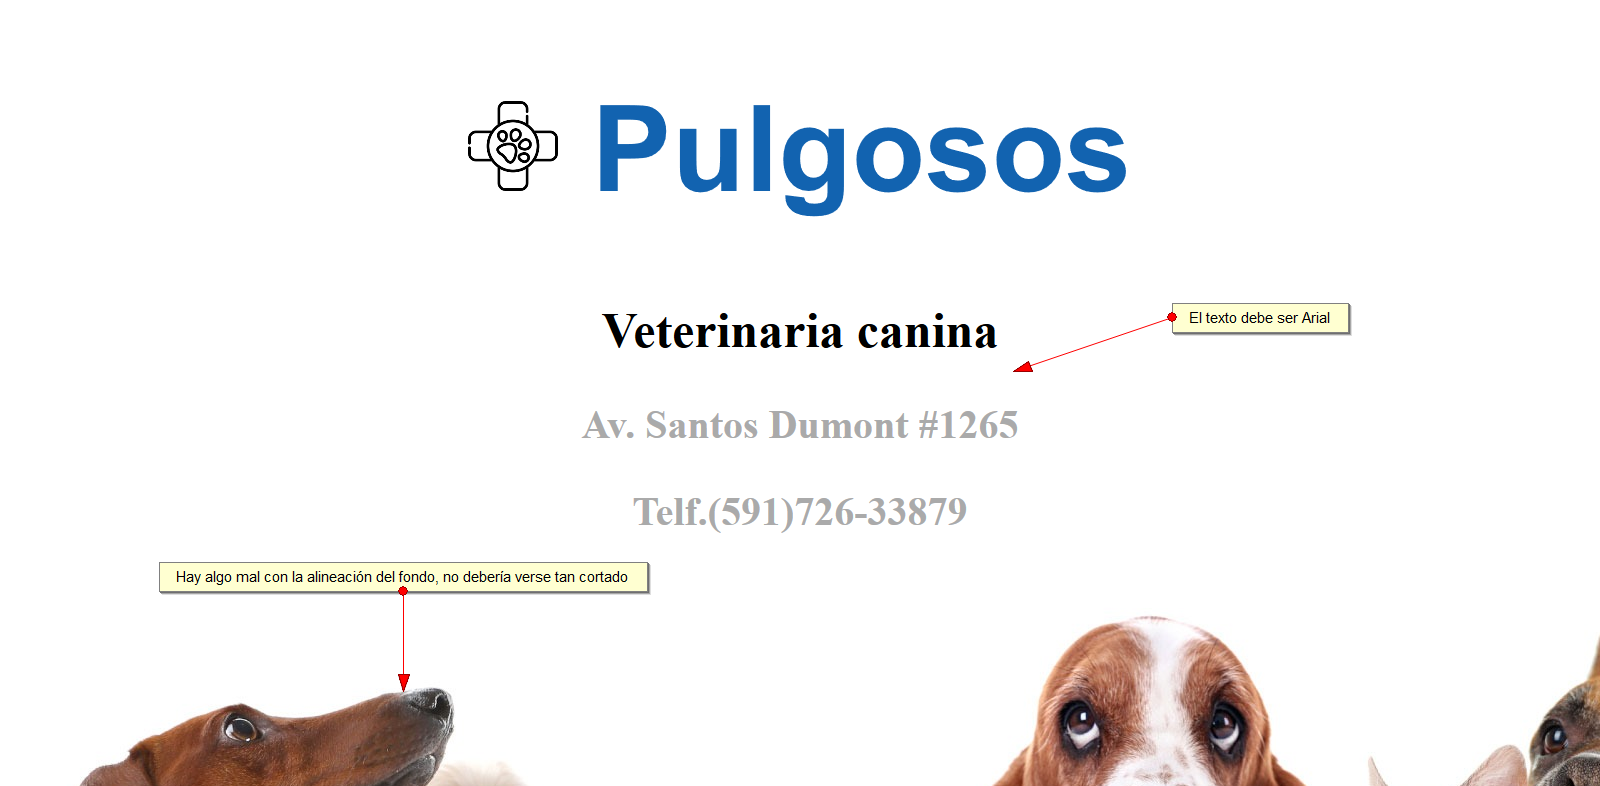 Pulgosos
Veterinaria canina
El texto debe ser Arial
Av. Santos Dumont #1265
Telf.(591)726-33879
Hay algo mal con la alineación del fondo, no debería verse tan cortado